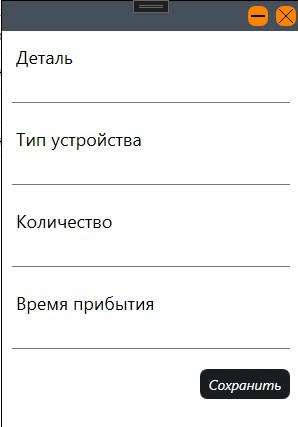 Деталь
Тип устройства
Количество
Время прибытия
Сохранить